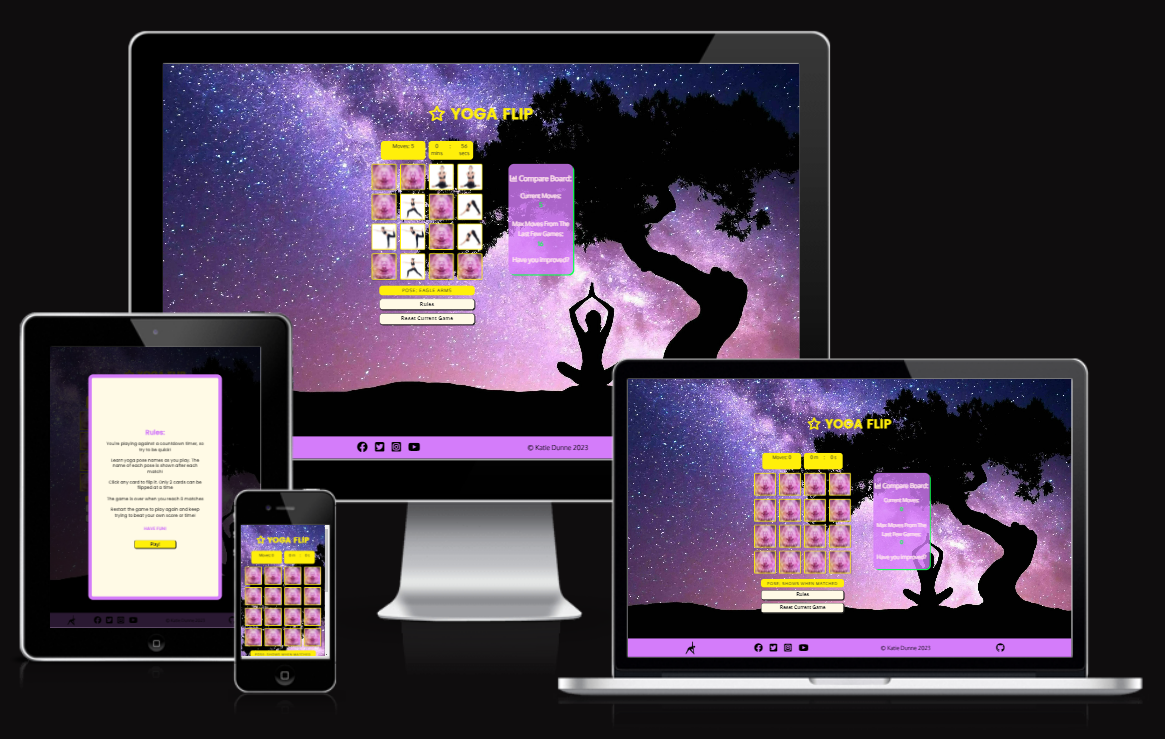 YOGA FLIP
Moves: 5
0 : 56
mins secs
Compare Board:
Current Moves:
Max Moves From The
Last Few Games:
Have you Improved?
POSE: EAGLE ARMS
Rules
Reset Current Game
© Katie Dunne 2023
Rules:
You're playing against a countdown timer, so
try to be quick!
Learn yoga pose names as you play. The
name of each pose is shown after each
match!
Click any card to flip it. Only 2 cards can be
flipped at a time
The game is over when you reach 8 matches
Restart the game to play again and keep
trying to beat your own score or time!
Play!
YOGA FLIP
Moves: 0
0m : 0s
POSE: SHOWN WHEN MATCHED
YOGA FLIP
Moves: 0
0m : 0s
Compare Board:
Current Moves:
Max Moves From The
Last Few Games:
Have you Improved?
POSE: SHOWN WHEN MATCHED
Rules
Reset Current Game
© Katie Dunne 2023